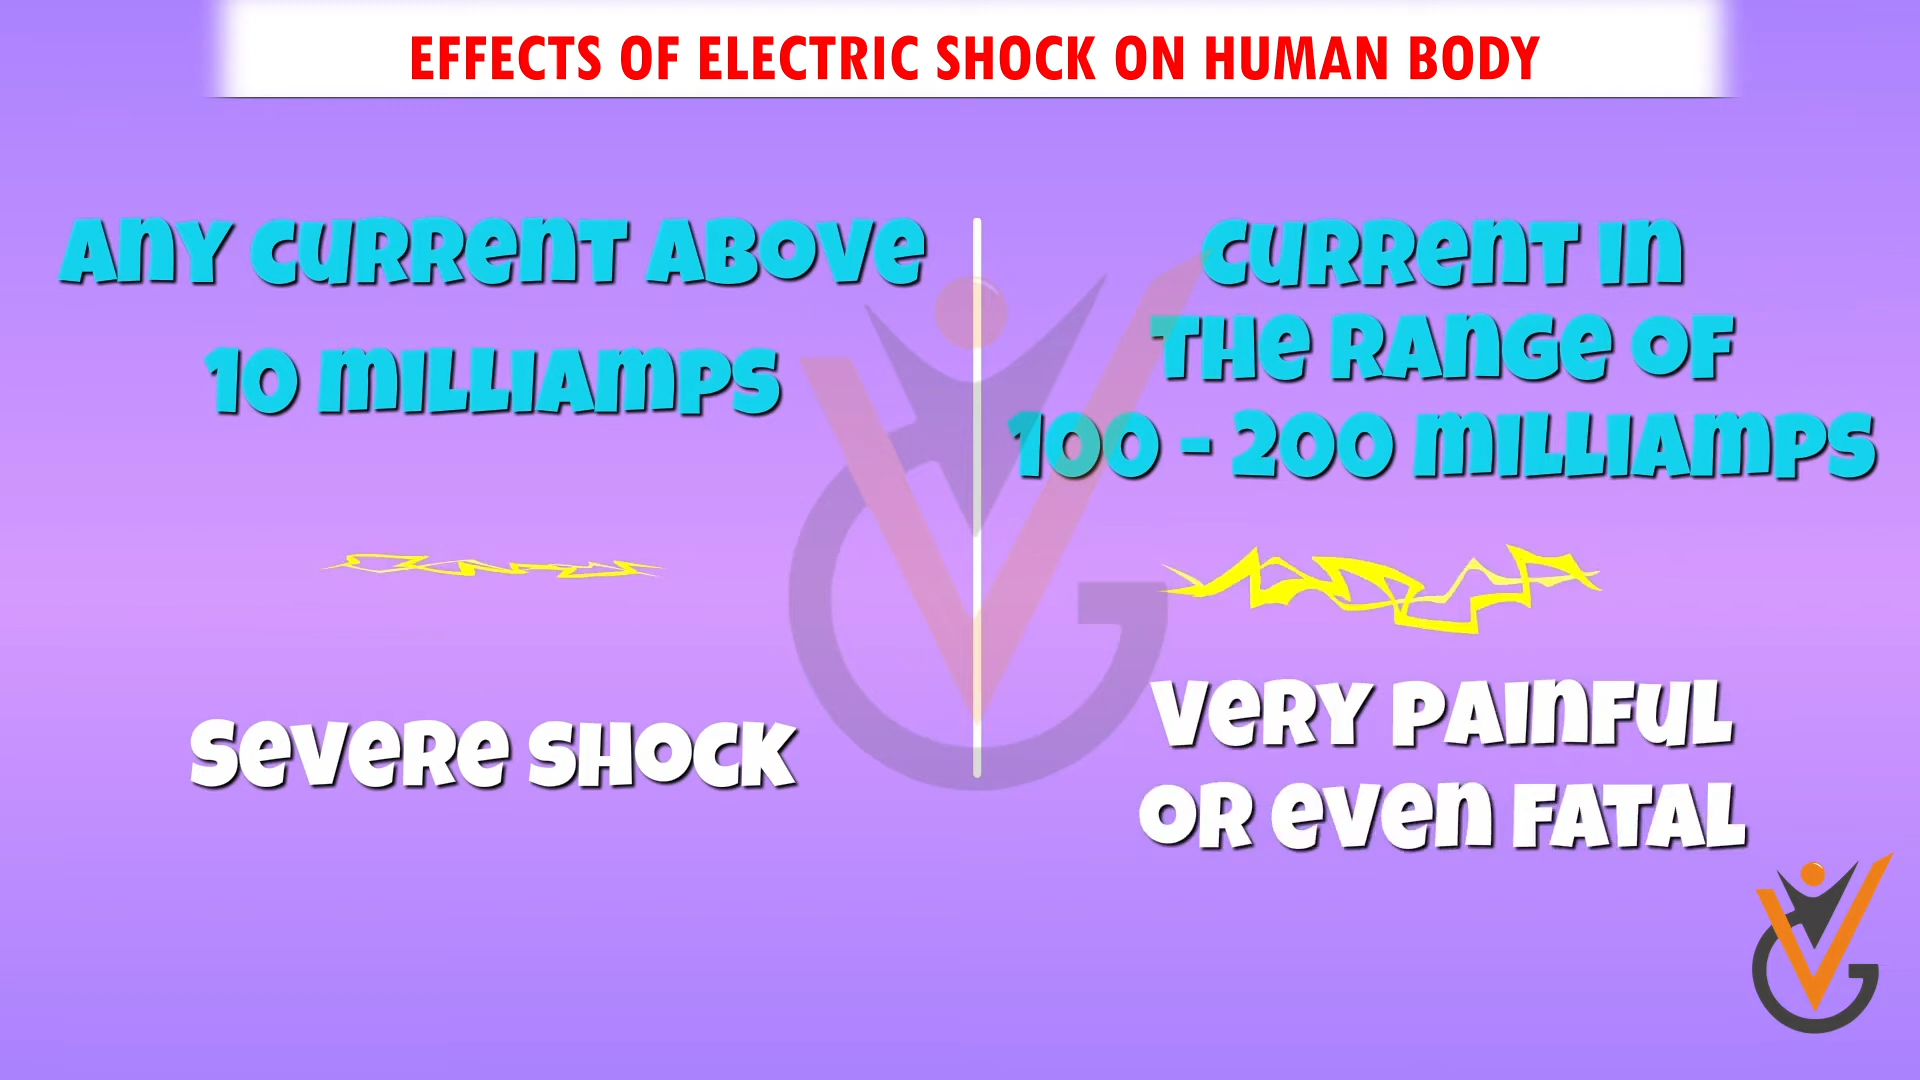 EFFECTS OF ELECTRIC SHOCK ON HUMAN BODY
ANY CURRENT ABOVE
10 MILLIAMPS
SEVERE SHOCK
CURRENT IN
THE RANGE OF
100 - 200 MILLIAMPS
VERY PAINFUL
OR EVEN FATAL
VG